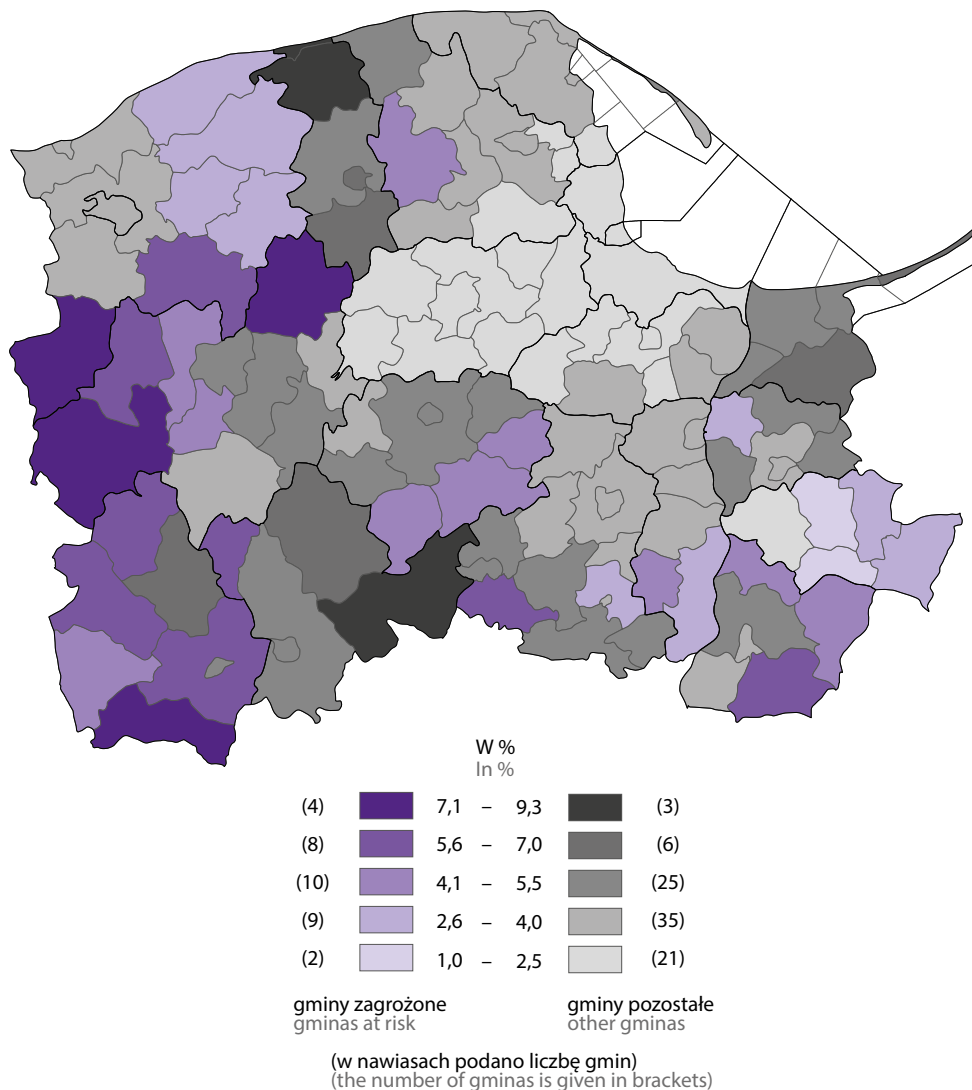 W %
In %
(4) 7,1 – 9,3 (3)
(8) 5,6 – 7,0 (6)
(10) 4,1 – 5,5 (25)
(9) 2,6 – 4,0 (35)
(2) 1,0 – 2,5 (21)
gminy zagrożone gminy pozostałe
gminas at risk other gminas
(w nawiasach podano liczbę gmin)
(the number of gminas is given in brackets)